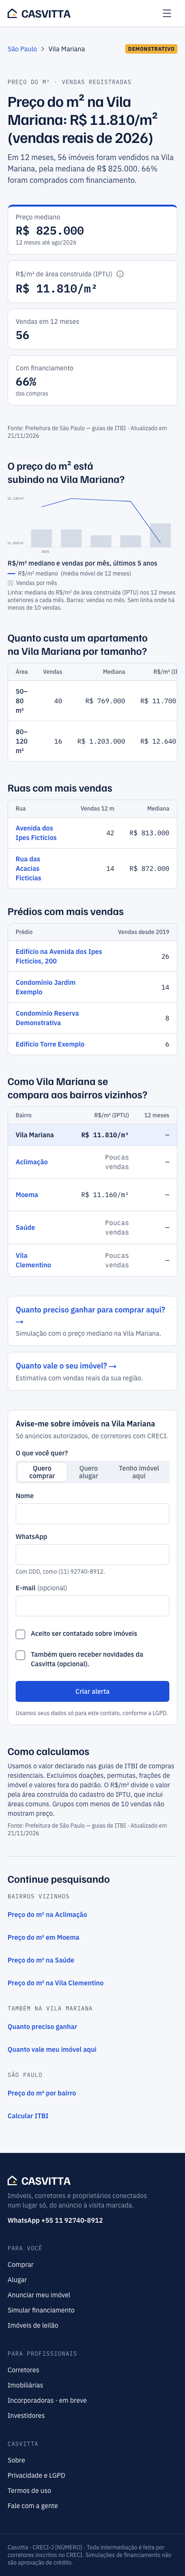 CASVITTA
São Paulo > Vila Mariana
DEMONSTRATIVO
PREÇO DO M² · VENDAS REGISTRADAS
Preço do m² na Vila
Mariana: R$ 11.810/m²
(vendas reais de 2026)
Em 12 meses, 56 imóveis foram vendidos na Vila
Mariana, pela mediana de R$ 825.000. 66%
foram comprados com financiamento.
Preço mediano
R$ 825.000
12 meses até ago/2026
R$/m² de área construída (IPTU)
R$ 11.810/m²
Vendas em 12 meses
56
Com financiamento
66%
das compras
Fonte: Prefeitura de São Paulo — guias de ITBI · Atualizado em
21/11/2026
O preço do m² está
subindo na Vila Mariana?
2025
R$/m² mediano e vendas por mês, últimos 5 anos
R$/m² mediano (média móvel de 12 meses)
Vendas por mês
Linha: mediana do R$/m² de área construída (IPTU) nos 12 meses
anteriores a cada mês. Barras: vendas no mês. Sem linha onde há
menos de 10 vendas.
Quanto custa um apartamento
na Vila Mariana por tamanho?
Área Vendas Mediana R$/m² (IP
50–
80
m²
40 R$ 769.000 R$ 11.700
80–
120
m²
16 R$ 1.203.000 R$ 12.640
Ruas com mais vendas
Rua Vendas 12 m Mediana
Avenida dos
Ipes Ficticios
42 R$ 813.000
Rua das
Acacias
Ficticias
14 R$ 872.000
Prédios com mais vendas
Prédio Vendas desde 2019
Edifício na Avenida dos Ipes
Ficticios, 200
26
Condomínio Jardim
Exemplo
14
Condomínio Reserva
Demonstrativa
8
Edificio Torre Exemplo 6
Como Vila Mariana se
compara aos bairros vizinhos?
Bairro R$/m² (IPTU) 12 meses
Vila Mariana R$ 11.810/m² —
Aclimação Poucas
vendas
—
Moema R$ 11.160/m² —
Saúde Poucas
vendas
—
Vila
Clementino
Poucas
vendas
—
Quanto preciso ganhar para comprar aqui?
→
Simulação com o preço mediano na Vila Mariana.
Quanto vale o seu imóvel? →
Estimativa com vendas reais da sua região.
Avise-me sobre imóveis na Vila Mariana
Só anúncios autorizados, de corretores com CRECI.
O que você quer?
Quero
comprar
Quero
alugar
Tenho imóvel
aqui
Nome
WhatsApp
Com DDD, como (11) 92740-8912.
E-mail (opcional)
Aceito ser contatado sobre imóveis
Também quero receber novidades da
Casvitta (opcional).
Criar alerta
Usamos seus dados só para este contato, conforme a LGPD.
Como calculamos
Usamos o valor declarado nas guias de ITBI de compras
residenciais. Excluímos doações, permutas, frações de
imóvel e valores fora do padrão. O R$/m² divide o valor
pela área construída do cadastro do IPTU, que inclui
áreas comuns. Grupos com menos de 10 vendas não
mostram preço.
Fonte: Prefeitura de São Paulo — guias de ITBI · Atualizado em
21/11/2026
Continue pesquisando
BAIRROS VIZINHOS
Preço do m² na Aclimação
Preço do m² em Moema
Preço do m² na Saúde
Preço do m² na Vila Clementino
TAMBÉM NA VILA MARIANA
Quanto preciso ganhar
Quanto vale meu imóvel aqui
SÃO PAULO
Preço do m² por bairro
Calcular ITBI
CASVITTA
Imóveis, corretores e proprietários conectados
num lugar só, do anúncio à visita marcada.
WhatsApp +55 11 92740-8912
PARA VOCÊ
Comprar
Alugar
Anunciar meu imóvel
Simular financiamento
Imóveis de leilão
PARA PROFISSIONAIS
Corretores
Imobiliárias
Incorporadoras · em breve
Investidores
CASVITTA
Sobre
Privacidade e LGPD
Termos de uso
Fale com a gente
Casvitta · CRECI-J [NÚMERO] · Toda intermediação é feita por
corretores inscritos no CRECI. Simulações de financiamento não
são aprovação de crédito.